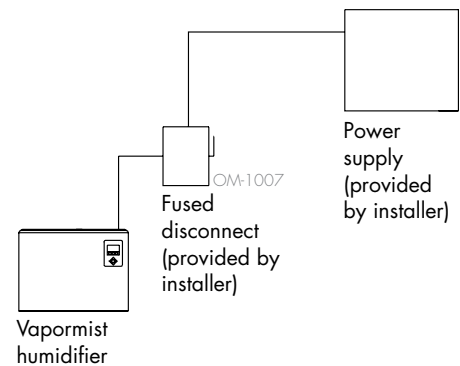 Power
supply
(provided
by installer)
OM-1007
Fused
disconnect
(provided by
installer)
Vapormist
humidifier